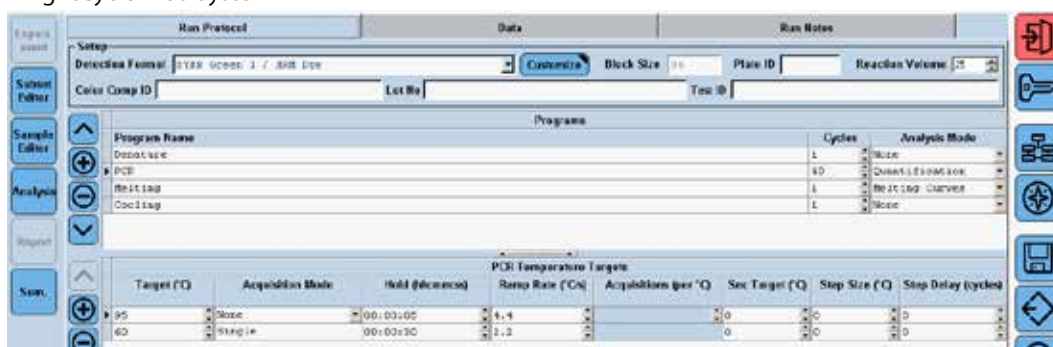 Run Protocol Data Run Notes
Setup
Detection Format SYBR Green I / HRM Dye Customize Block Size 96 Plate ID Reaction Volume 25
Color Comp ID Lot No Test ID
Programs
Program Name Cycles Analysis Mode
Denature 1 None
PCR 40 Quantification
Melting 1 Melting Curves
Cooling 1 None
PCR Temperature Targets
Target (°C) Acquisition Mode Hold (hh:mm:ss) Ramp Rate (°C/s) Acquisitions (per °C) Sec Target (°C) Step Size (°C) Step Delay (cycles)
95 None 00:00:05 4.4 0 0 0
60 Single 00:00:30 2.2 0 0 0
Experiment
Subset Editor
Sample Editor
Analysis
Report
Sum.